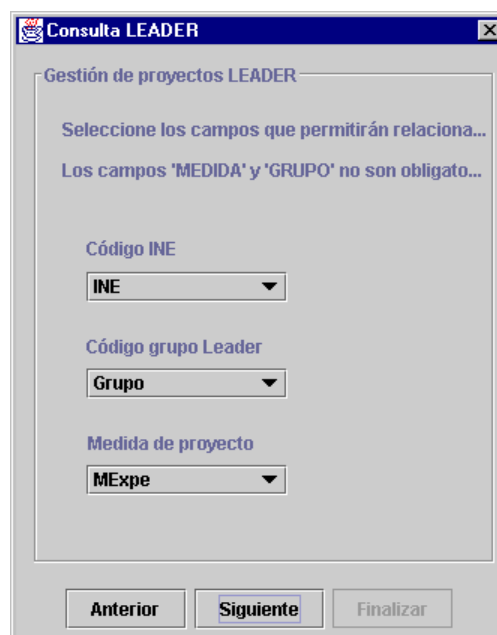 Consulta LEADER
Gestión de proyectos LEADER
Seleccione los campos que permitirán relaciona...
Los campos 'MEDIDA' y 'GRUPO' no son obligato...
Código INE
INE
Código grupo Leader
Grupo
Medida de proyecto
MExpe
Anterior Siguiente Finalizar